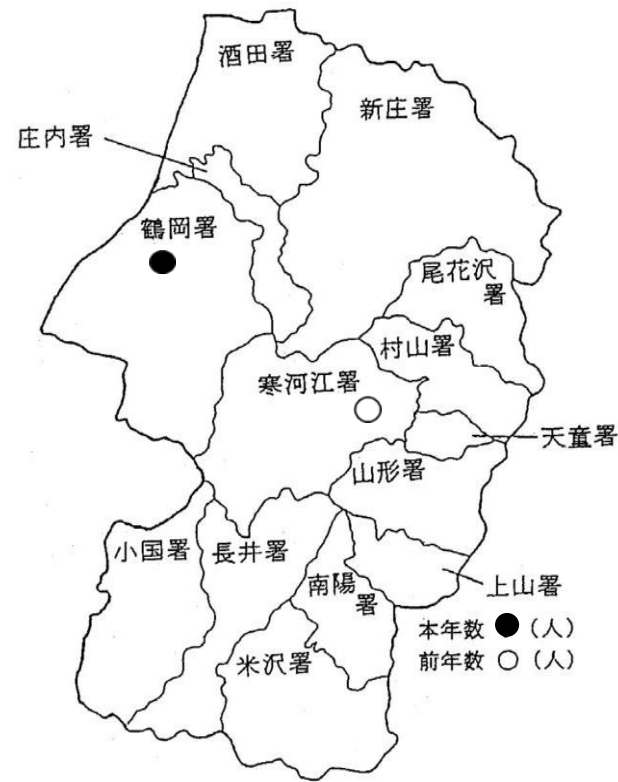 酒田署
新庄署
庄内署
鶴岡署
尾花沢
署
村山署
寒河江署
天童署
山形署
小国署
長井署
南陽
署
上山署
米沢署
本年数 ● (人)
前年数 ○ (人)